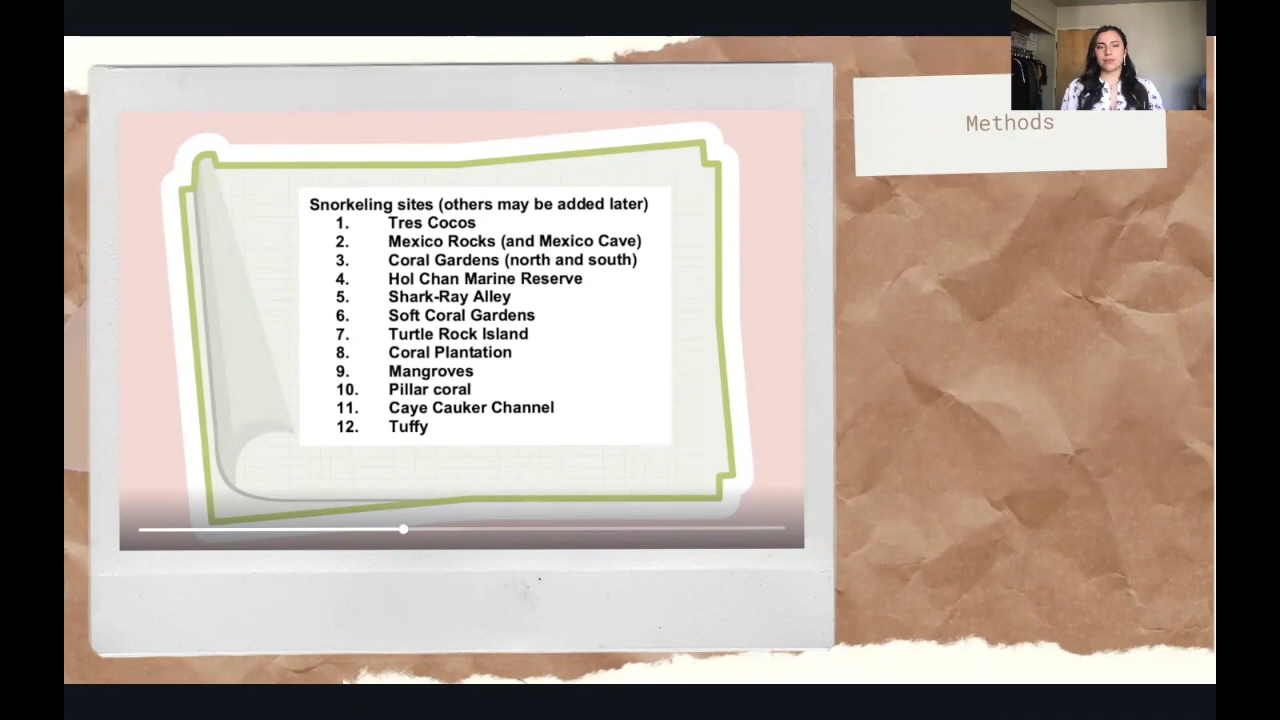 Methods
Snorkeling sites (others may be added later)
1. Tres Cocos
2. Mexico Rocks (and Mexico Cave)
3. Coral Gardens (north and south)
4. Hol Chan Marine Reserve
5. Shark-Ray Alley
6. Soft Coral Gardens
7. Turtle Rock Island
8. Coral Plantation
9. Mangroves
10. Pillar coral
11. Caye Cauker Channel
12. Tuffy